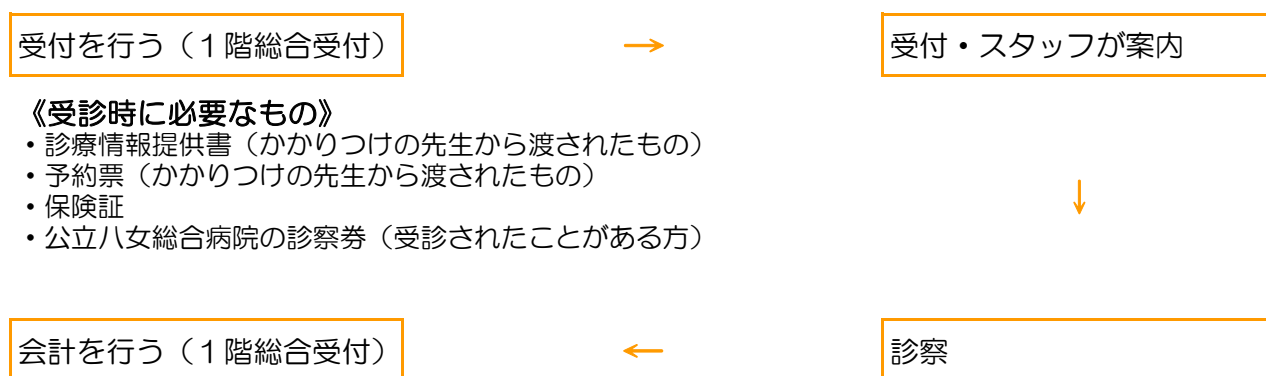 受付を行う（１階総合受付）
→
受付・スタッフが案内
《受診時に必要なもの》
・診療情報提供書（かかりつけの先生から渡されたもの）
・予約票（かかりつけの先生から渡されたもの）
・保険証
・公立八女総合病院の診察券（受診されたことがある方）
↓
診察
←
会計を行う（１階総合受付）